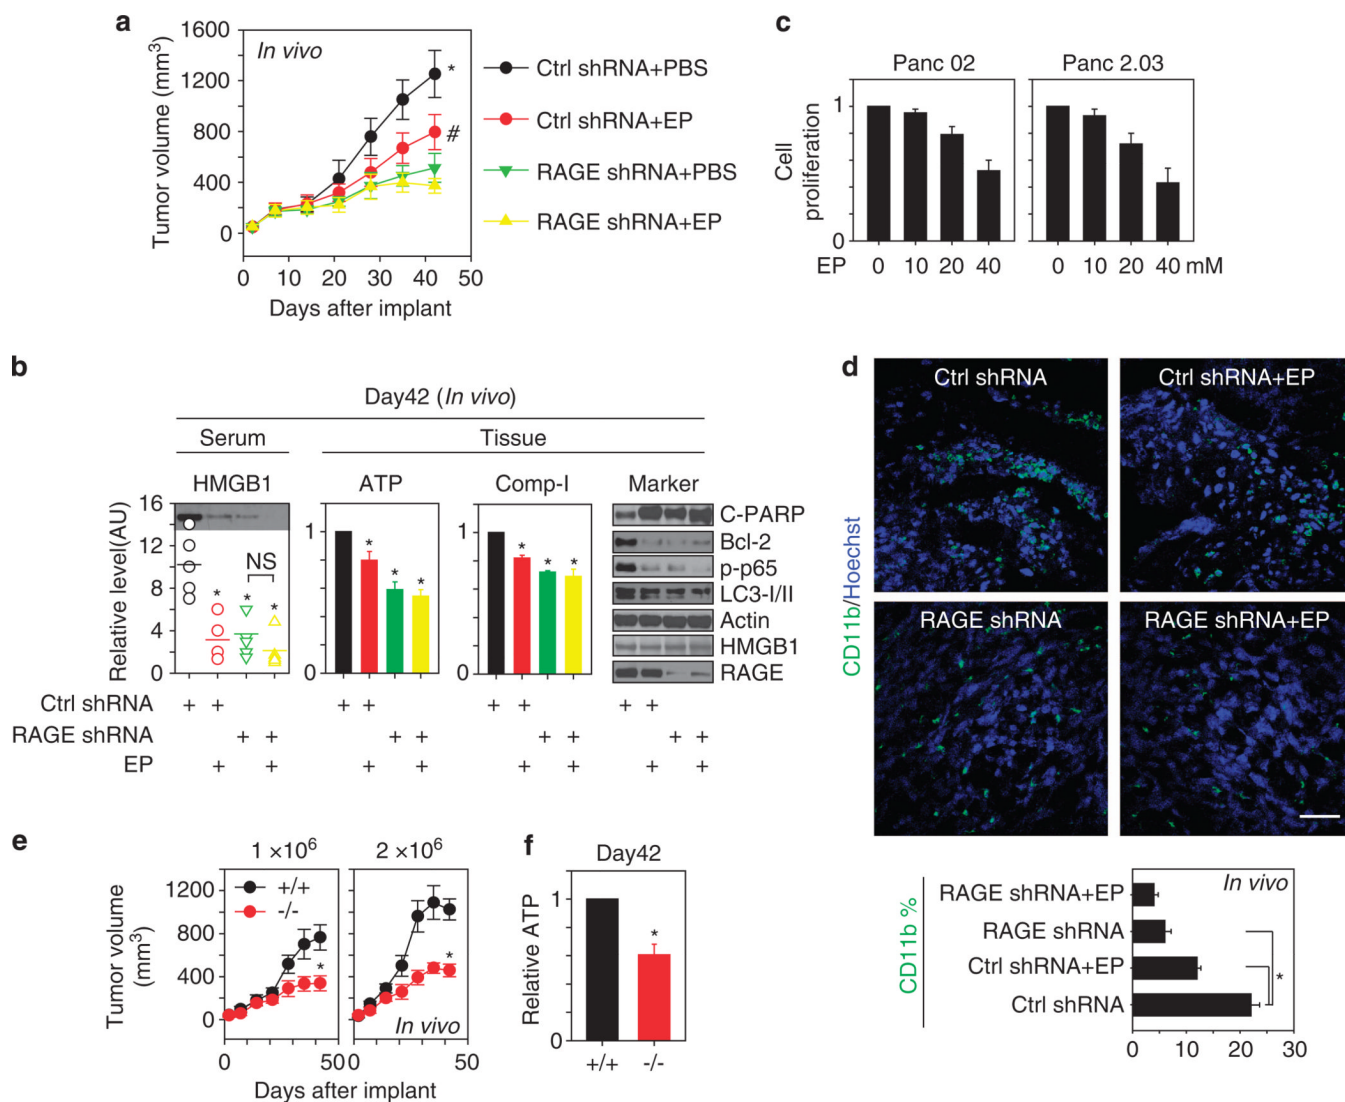 a
In vivo
Tumor volume (mm³)
1600
1200
800
400
0
*
#
0 10 20 30 40 50
Days after implant
Ctrl shRNA+PBS
Ctrl shRNA+EP
RAGE shRNA+PBS
RAGE shRNA+EP
c
Panc 02
Panc 2.03
Cell
proliferation
1
0
EP
0 10 20 40
0 10 20 40 mM
b
Day42 (In vivo)
Serum
Tissue
HMGB1
ATP
Comp-I
Marker
Relative level(AU)
16
12
8
4
0
NS
* * *
1
0
* * *
1
0
* * *
C-PARP
Bcl-2
p-p65
LC3-I/II
Actin
HMGB1
RAGE
Ctrl shRNA + + + + + + + +
RAGE shRNA + + + + + + + +
EP + + + + + + + +
d
CD11b/Hoechst
Ctrl shRNA
Ctrl shRNA+EP
RAGE shRNA
RAGE shRNA+EP
CD11b %
In vivo
RAGE shRNA+EP
RAGE shRNA
Ctrl shRNA+EP
Ctrl shRNA
*
0 10 20 30
e
1 ×10⁶
2 ×10⁶
Tumor volume
(mm³)
1200
800
400
0
+/+
-/-
*
*
In vivo
0 50
0 50
Days after implant
f
Day42
Relative ATP
1
0
*
+/+ -/-